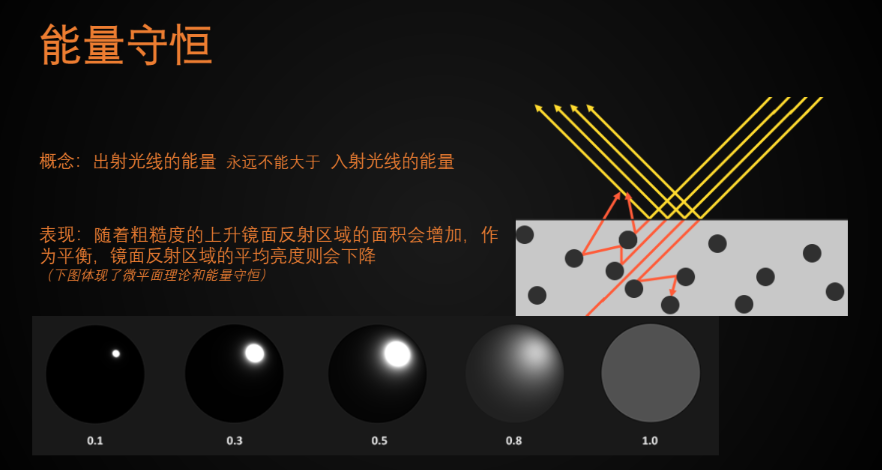 能量守恒
概念：出射光线的能量 永远不能大于 入射光线的能量
表现：随着粗糙度的上升镜面反射区域的面积会增加，作
为平衡，镜面反射区域的平均亮度则会下降
（下图体现了微平面理论和能量守恒）
0.1 0.3 0.5 0.8 1.0